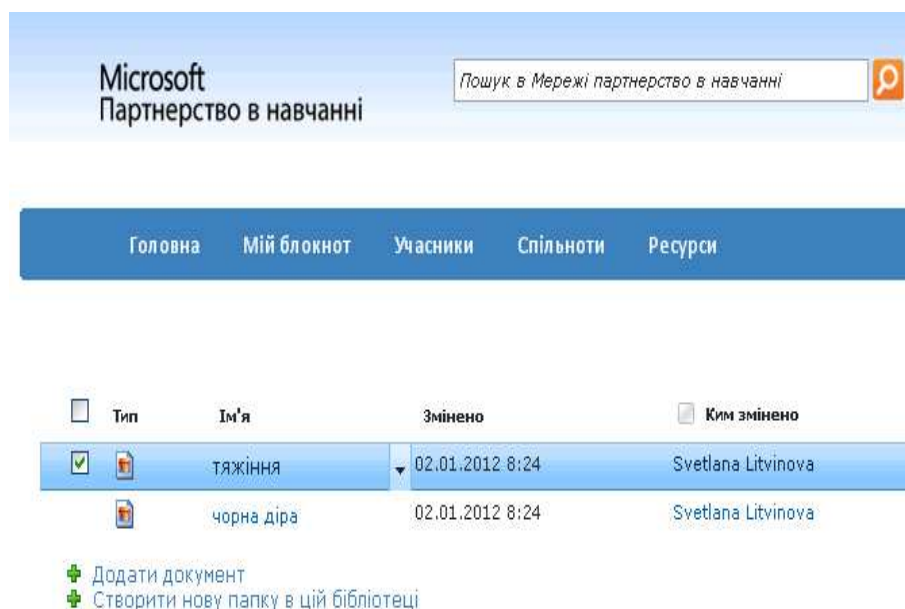 Microsoft
Партнерство в навчанні
Пошук в Мережі партнерство в навчанні
Головна Мій блокнот Учасники Спільноти Ресурси
Тип Ім'я Змінено Ким змінено
тяжіння 02.01.2012 8:24 Svetlana Litvinova
чорна діра 02.01.2012 8:24 Svetlana Litvinova
Додати документ
Створити нову папку в цій бібліотеці